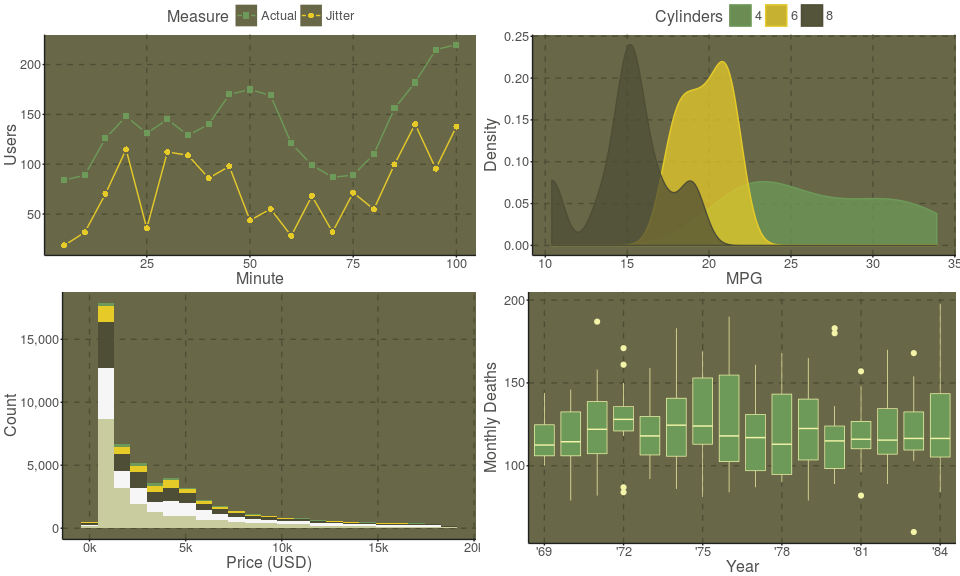 Measure Actual Jitter
Users
200
150
100
50
25 50 75 100
Minute
Cylinders 4 6 8
Density
0.25
0.20
0.15
0.10
0.05
0.00
10 15 20 25 30 35
MPG
Count
15,000
10,000
5,000
0
0k 5k 10k 15k 20k
Price (USD)
Monthly Deaths
200
150
100
'69 '72 '75 '78 '81 '84
Year